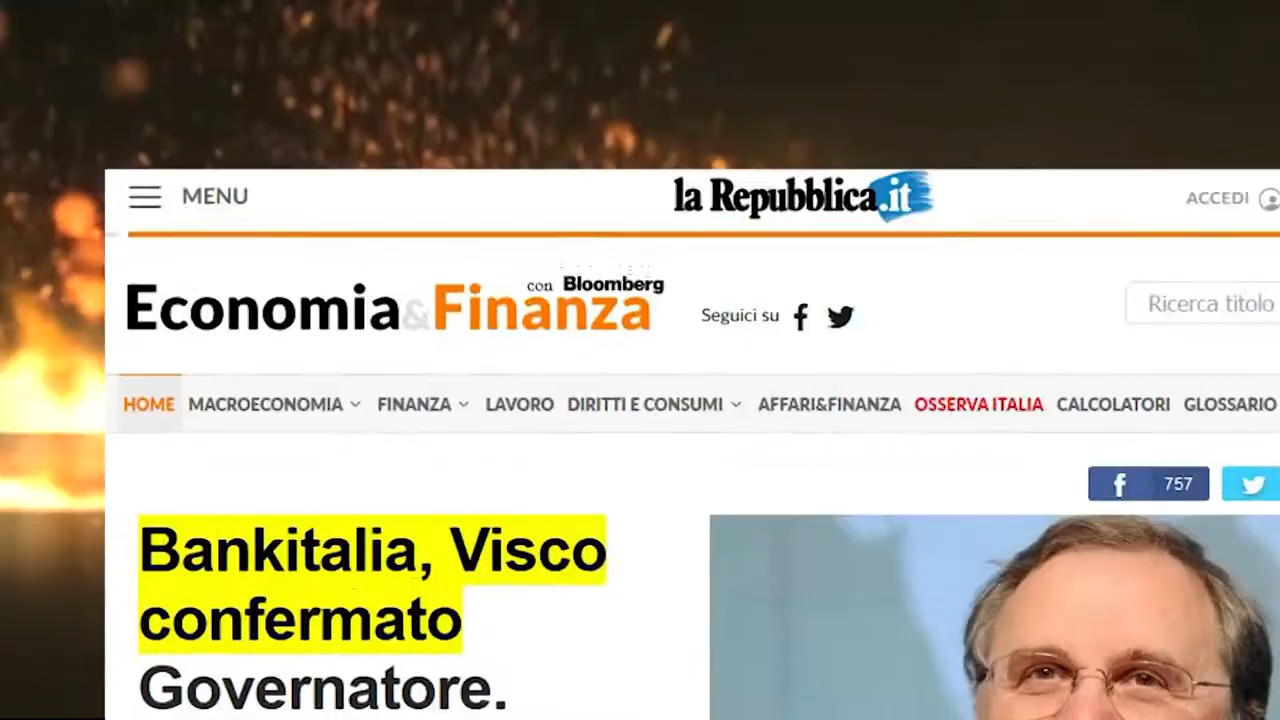 MENU
la Repubblica.it
ACCEDI
Economia&Finanza
con Bloomberg
Seguici su
Ricerca titolo
HOME MACROECONOMIA FINANZA LAVORO DIRITTI E CONSUMI AFFARI&FINANZA OSSERVA ITALIA CALCOLATORI GLOSSARIO
757
Bankitalia, Visco
confermato
Governatore.